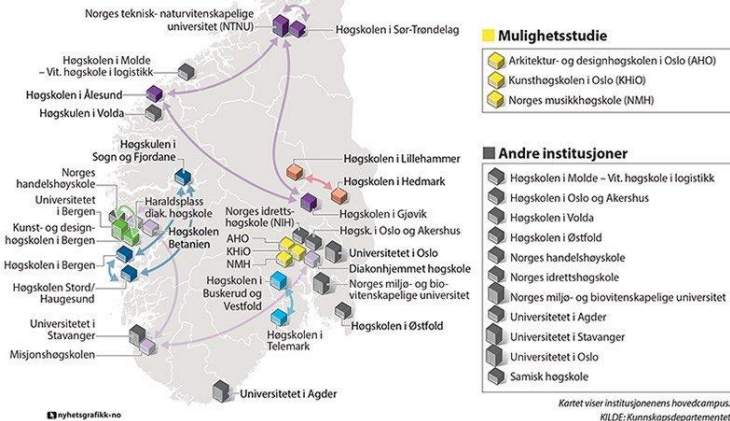 Norges teknisk- naturvitenskapelige
universitet (NTNU)
Høgskolen i Sør-Trøndelag
Høgskolen i Molde
– Vit. høgskole i logistikk
Høgskolen i Ålesund
Høgskulen i Volda
Høgskulen i
Sogn og Fjordane
Høgskolen i Lillehammer
Høgskolen i Hedmark
Høgskolen i Gjøvik
Norges
handelshøyskole
Universitetet
i Bergen
Kunst- og design-
høgskolen i Bergen
Haraldsplass
diak. høgskole
Høgskolen
Betanien
Høgskolen i Bergen
Høgskolen Stord/
Haugesund
Norges idretts-
høgskole (NIH)
Høgsk. i Oslo og Akershus
AHO
KHiO
NMH
Universitetet i Oslo
Diakonhjemmet høgskole
Norges miljø- og bio-
vitenskapelige universitet
Høgskolen i
Buskerud og
Vestfold
Høgskolen i Østfold
Høgskolen i
Telemark
Universitetet i
Stavanger
Misjonshøgskolen
Universitetet i Agder
nyhetsgrafikk.no
Mulighetsstudie
Arkitektur- og designhøgskolen i Oslo (AHO)
Kunsthøgskolen i Oslo (KHiO)
Norges musikkhøgskole (NMH)
Andre institusjoner
Høgskolen i Molde – Vit. høgskole i logistikk
Høgskolen i Oslo og Akershus
Høgskulen i Volda
Høgskolen i Østfold
Norges handelshøyskole
Norges idrettshøgskole
Norges miljø- og biovitenskapelige universitet
Universitetet i Agder
Universitetet i Stavanger
Universitetet i Oslo
Samisk høgskole
Kartet viser institusjonenens hovedcampus.
KILDE: Kunnskapsdepartementet